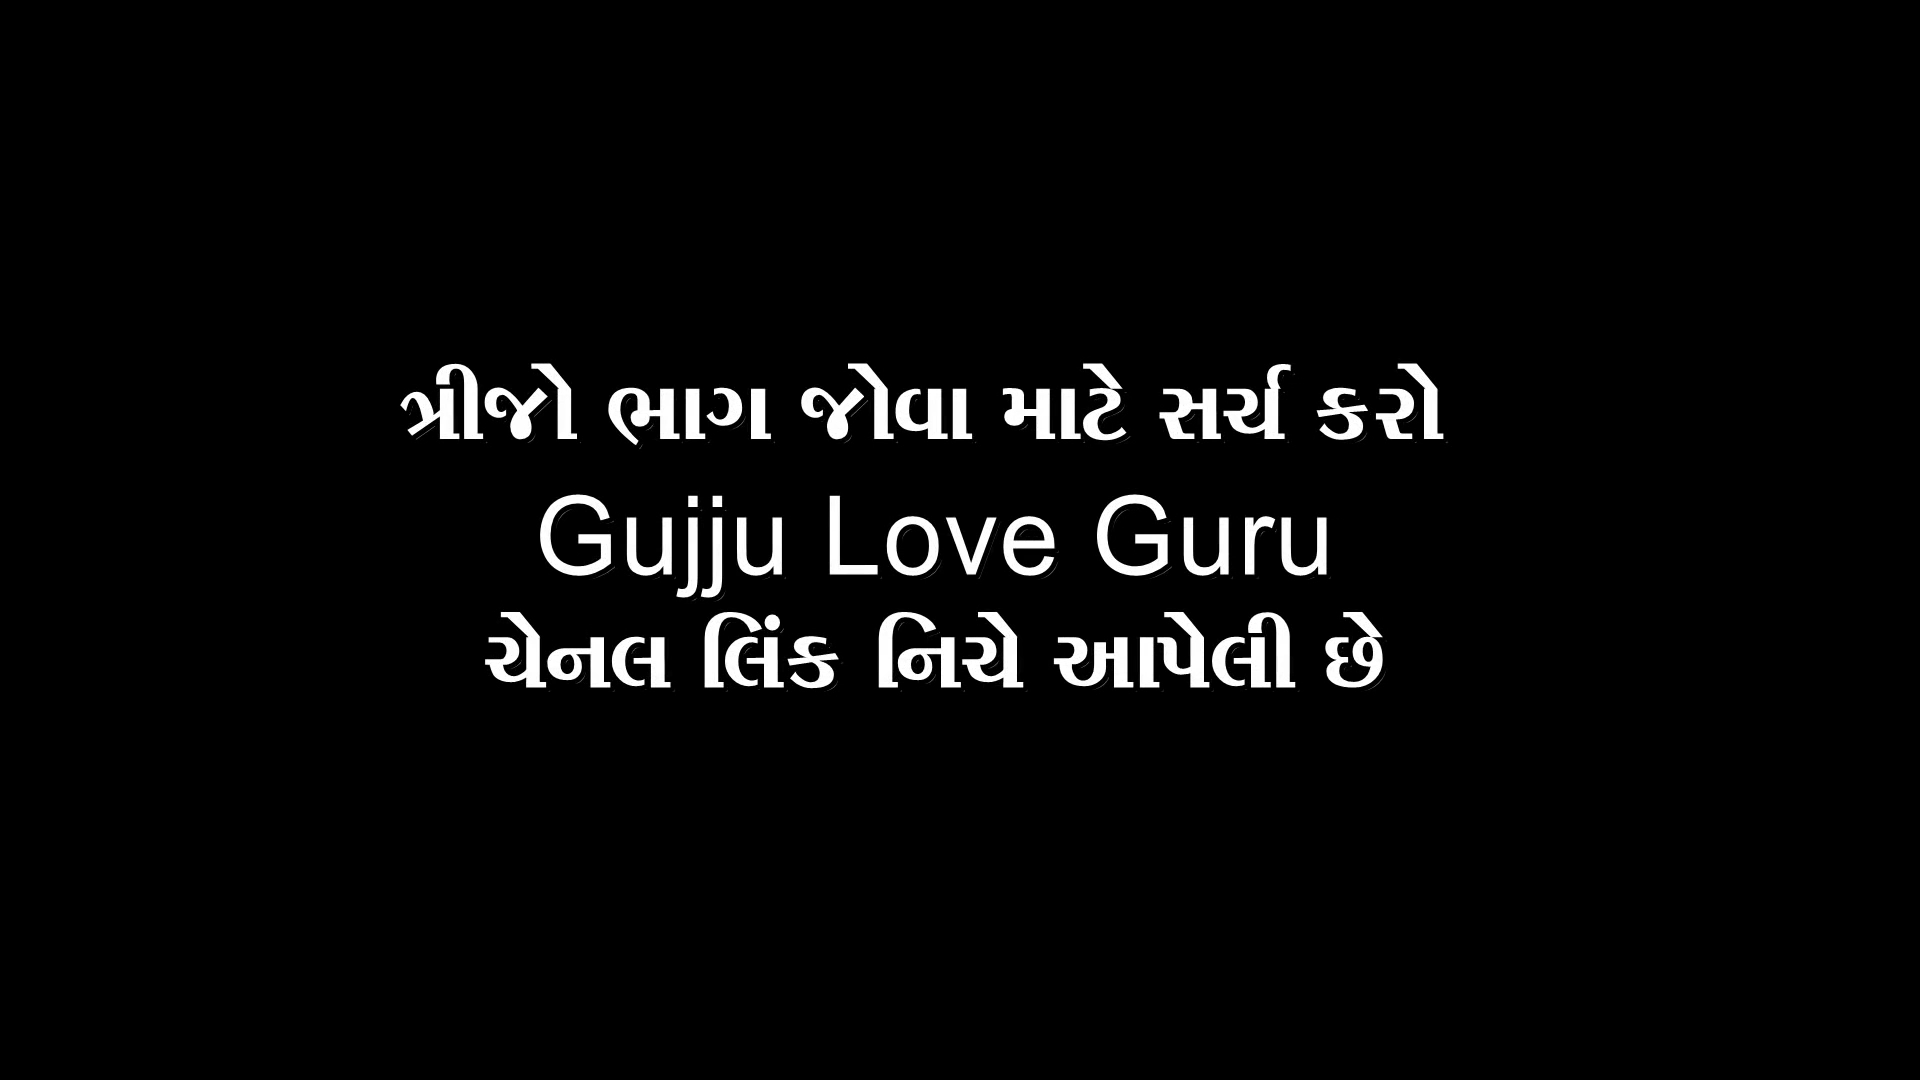 ત્રીજો ભાગ જોવા માટે સર્ચ કરો
Gujju Love Guru
ચેનલ લિંક નિચે આપેલી છે